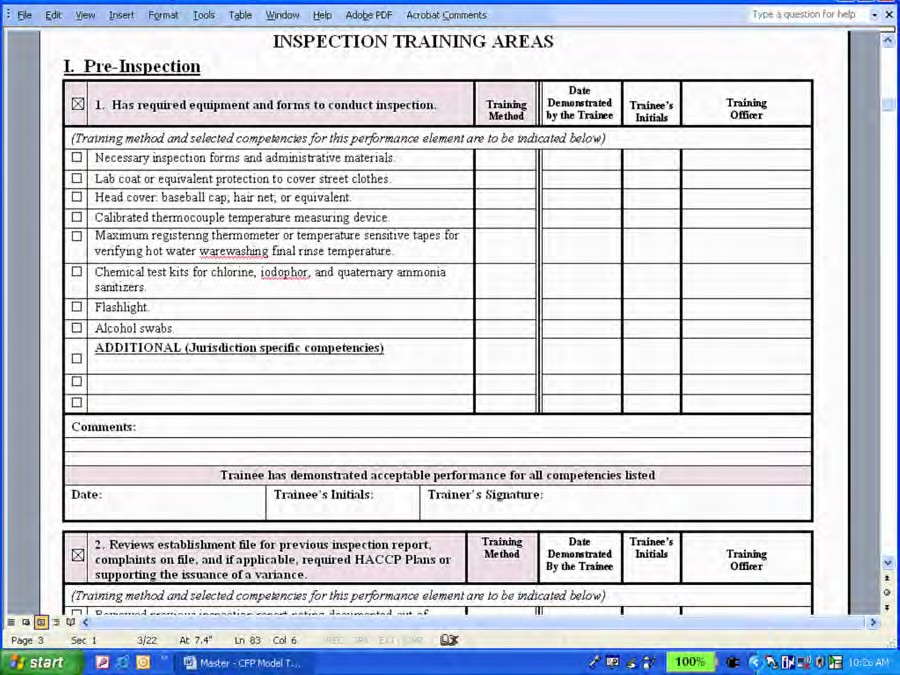 File Edit View Insert Format Tools Table Window Help Adobe PDF Acrobat Comments Type a question for help
INSPECTION TRAINING AREAS
I. Pre-Inspection
1. Has required equipment and forms to conduct inspection.
Training Method
Date Demonstrated by the Trainee
Trainee's Initials
Training Officer
(Training method and selected competencies for this performance element are to be indicated below)
Necessary inspection forms and administrative materials.
Lab coat or equivalent protection to cover street clothes.
Head cover: baseball cap; hair net; or equivalent.
Calibrated thermocouple temperature measuring device.
Maximum registering thermometer or temperature sensitive tapes for
verifying hot water warewashing final rinse temperature.
Chemical test kits for chlorine, iodophor, and quaternary ammonia
sanitizers.
Flashlight.
Alcohol swabs.
ADDITIONAL (Jurisdiction specific competencies)
Comments:
Trainee has demonstrated acceptable performance for all competencies listed
Date: Trainee's Initials: Trainer's Signature:
2. Reviews establishment file for previous inspection report,
complaints on file, and if applicable, required HACCP Plans or
supporting the issuance of a variance.
Training Method
Date Demonstrated By the Trainee
Trainee's Initials
Training Officer
(Training method and selected competencies for this performance element are to be indicated below)
Reviewed previous inspection report noting documented out of
Page 3 Sec 1 3/22 At 7.4" Ln 83 Col 6 REC TRK EXT OVR
start Master - CFP Model T... 100% 10:26 AM